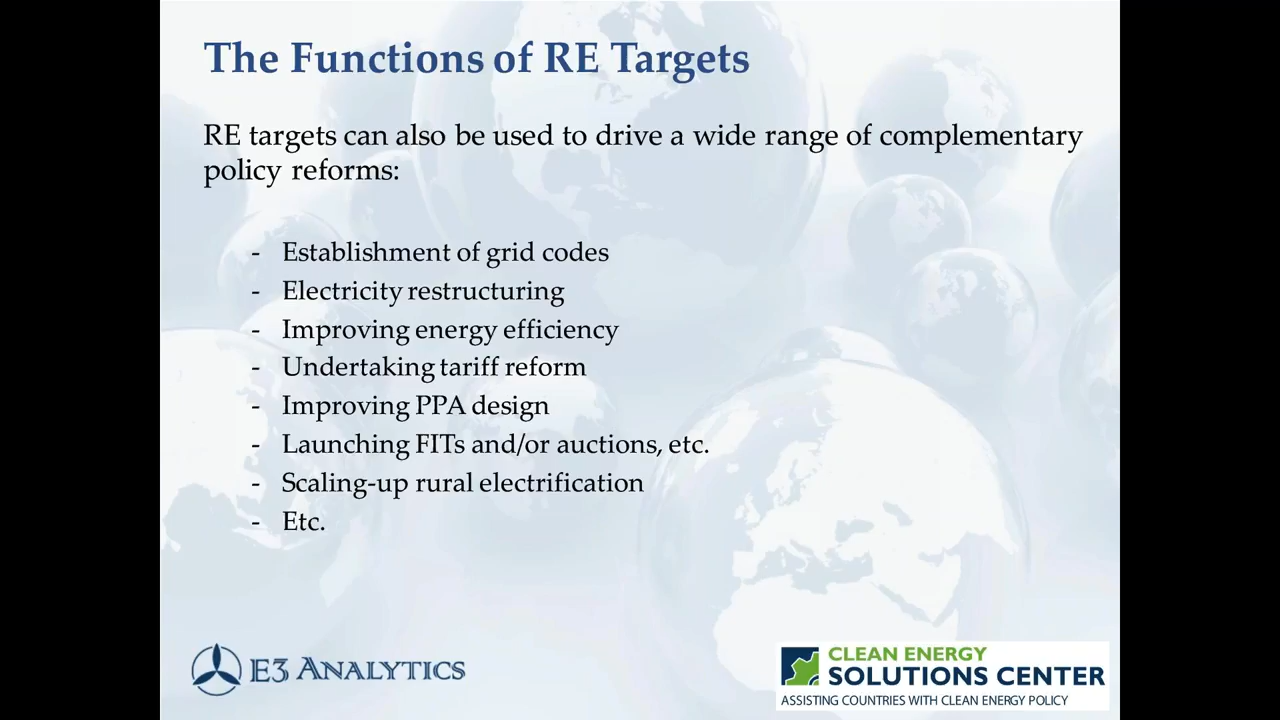 The Functions of RE Targets
RE targets can also be used to drive a wide range of complementary
policy reforms:
- Establishment of grid codes
- Electricity restructuring
- Improving energy efficiency
- Undertaking tariff reform
- Improving PPA design
- Launching FITs and/or auctions, etc.
- Scaling-up rural electrification
- Etc.
E3 ANALYTICS
CLEAN ENERGY
SOLUTIONS CENTER
ASSISTING COUNTRIES WITH CLEAN ENERGY POLICY